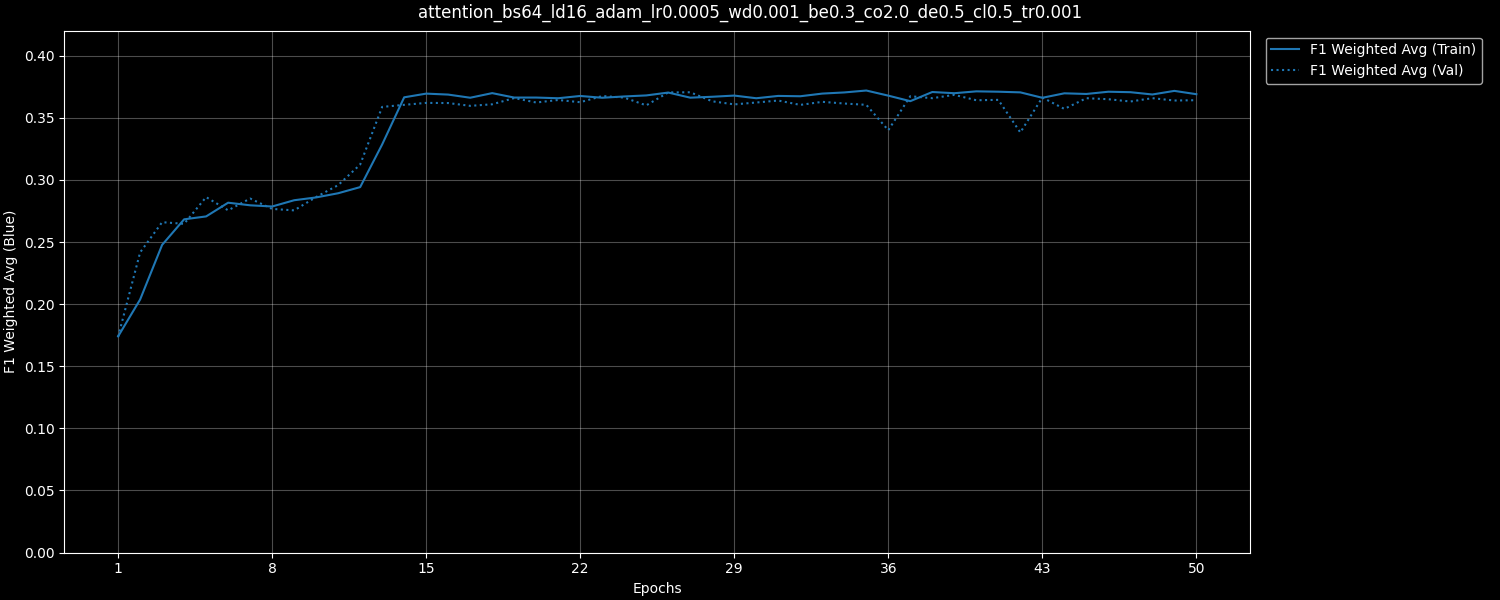 attention_bs64_ld16_adam_lr0.0005_wd0.001_be0.3_co2.0_de0.5_cl0.5_tr0.001
F1 Weighted Avg (Train)
F1 Weighted Avg (Val)
F1 Weighted Avg (Blue)
0.40
0.35
0.30
0.25
0.20
0.15
0.10
0.05
0.00
1 8 15 22 29 36 43 50
Epochs